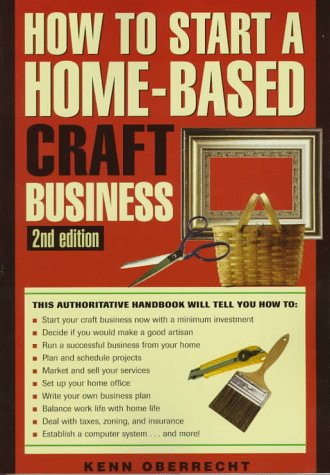 HOW TO START A
HOME-BASED
CRAFT
BUSINESS
2nd edition
THIS AUTHORITATIVE HANDBOOK WILL TELL YOU HOW TO:
Start your craft business now with a minimum investment
Decide if you would make a good artisan
Run a successful business from your home
Plan and schedule projects
Market and sell your services
Set up your home office
Write your own business plan
Balance work life with home life
Deal with taxes, zoning, and insurance
Establish a computer system . . . and more!
KENN OBERRECHT